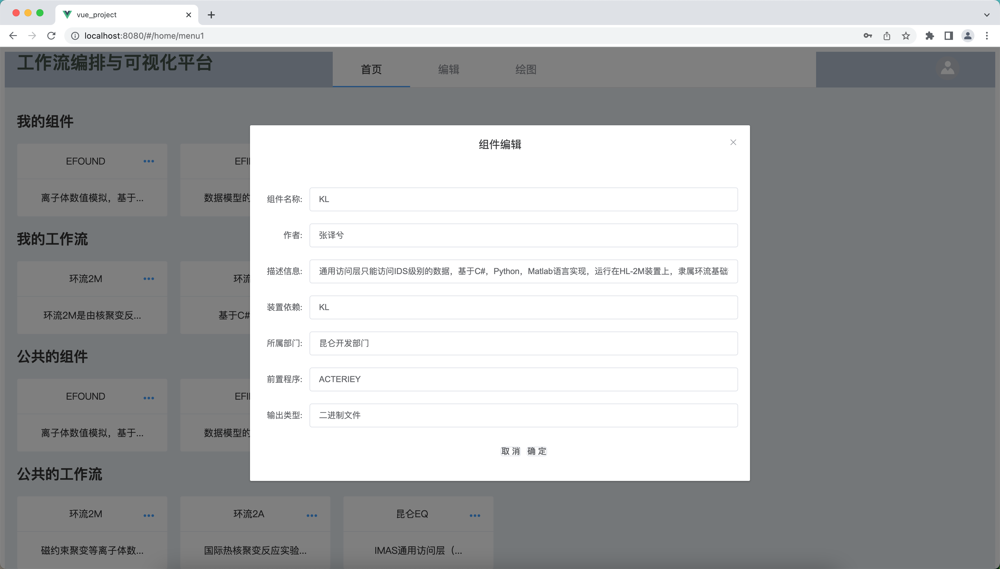 vue_project
localhost:8080/#/home/menu1
工作流编排与可视化平台
首页
编辑
绘图
我的组件
EFOUND
离子体数值模拟，基于...
数据模型的
我的工作流
环流2M
环流
环流2M是由核聚变反...
基于C#
公共的组件
EFOUND
离子体数值模拟，基于...
数据模型的
公共的工作流
环流2M
环流2A
昆仑EQ
磁约束聚变等离子体数...
国际热核聚变反应实验...
IMAS通用访问层（...
组件编辑
组件名称: KL
作者: 张译兮
描述信息: 通用访问层只能访问IDS级别的数据，基于C#，Python，Matlab语言实现，运行在HL-2M装置上，隶属环流基础
装置依赖: KL
所属部门: 昆仑开发部门
前置程序: ACTERIEY
输出类型: 二进制文件
取 消
确 定